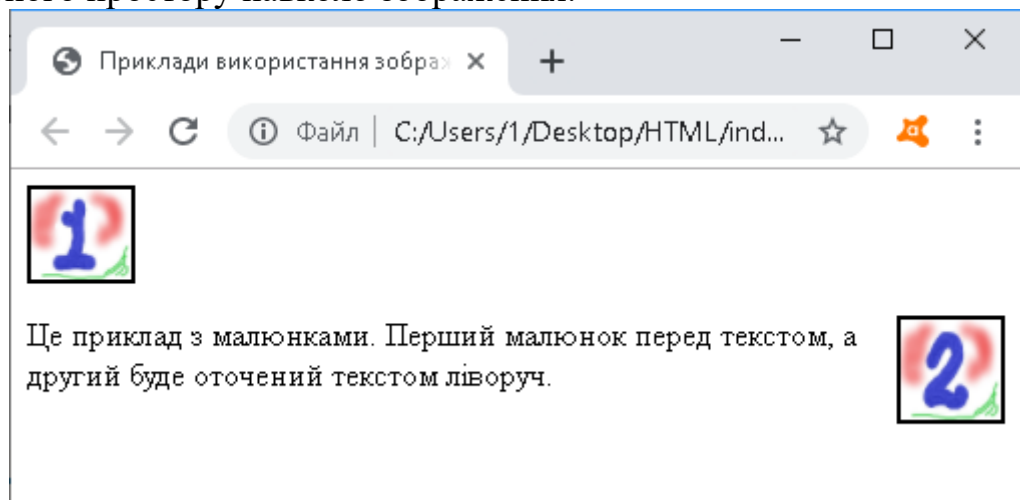 Приклади використання зображ
Файл | C:/Users/1/Desktop/HTML/ind...
1
Це приклад з малюнками. Перший малюнок перед текстом, а
другий буде оточений текстом ліворуч.
2